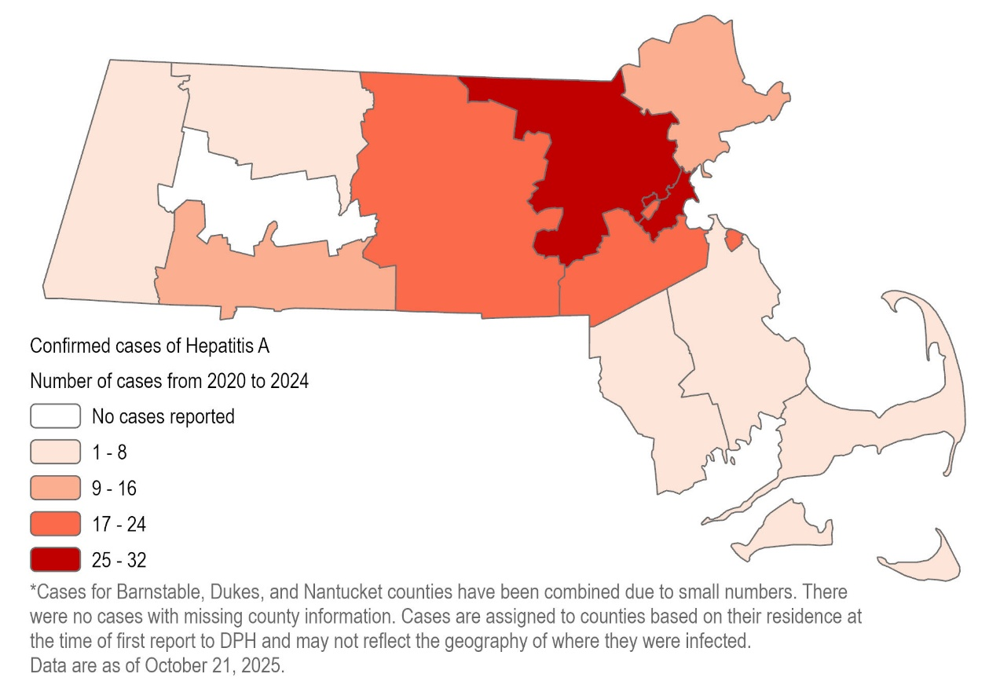 Confirmed cases of Hepatitis A
Number of cases from 2020 to 2024
No cases reported
1 - 8
9 - 16
17 - 24
25 - 32
*Cases for Barnstable, Dukes, and Nantucket counties have been combined due to small numbers. There
were no cases with missing county information. Cases are assigned to counties based on their residence at
the time of first report to DPH and may not reflect the geography of where they were infected.
Data are as of October 21, 2025.